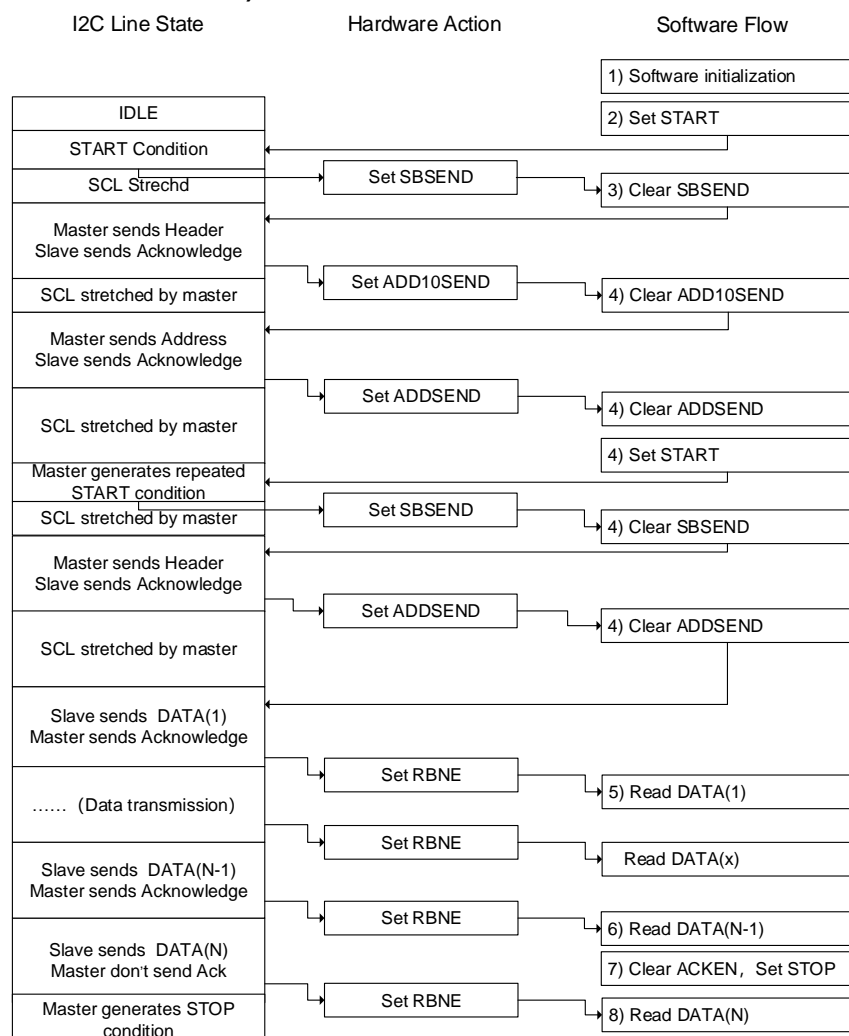 I2C Line State Hardware Action Software Flow
1) Software initialization
IDLE
2) Set START
START Condition
SCL Strechd
Set SBSEND
3) Clear SBSEND
Master sends Header
Slave sends Acknowledge
Set ADD10SEND
SCL stretched by master
4) Clear ADD10SEND
Master sends Address
Slave sends Acknowledge
Set ADDSEND
4) Clear ADDSEND
SCL stretched by master
4) Set START
Master generates repeated
START condition
Set SBSEND
SCL stretched by master
4) Clear SBSEND
Master sends Header
Slave sends Acknowledge
Set ADDSEND
4) Clear ADDSEND
SCL stretched by master
Slave sends DATA(1)
Master sends Acknowledge
Set RBNE
5) Read DATA(1)
…… (Data transmission)
Set RBNE
Read DATA(x)
Slave sends DATA(N-1)
Master sends Acknowledge
Set RBNE
6) Read DATA(N-1)
Slave sends DATA(N)
Master don't send Ack
7) Clear ACKEN, Set STOP
Set RBNE
8) Read DATA(N)
Master generates STOP
condition